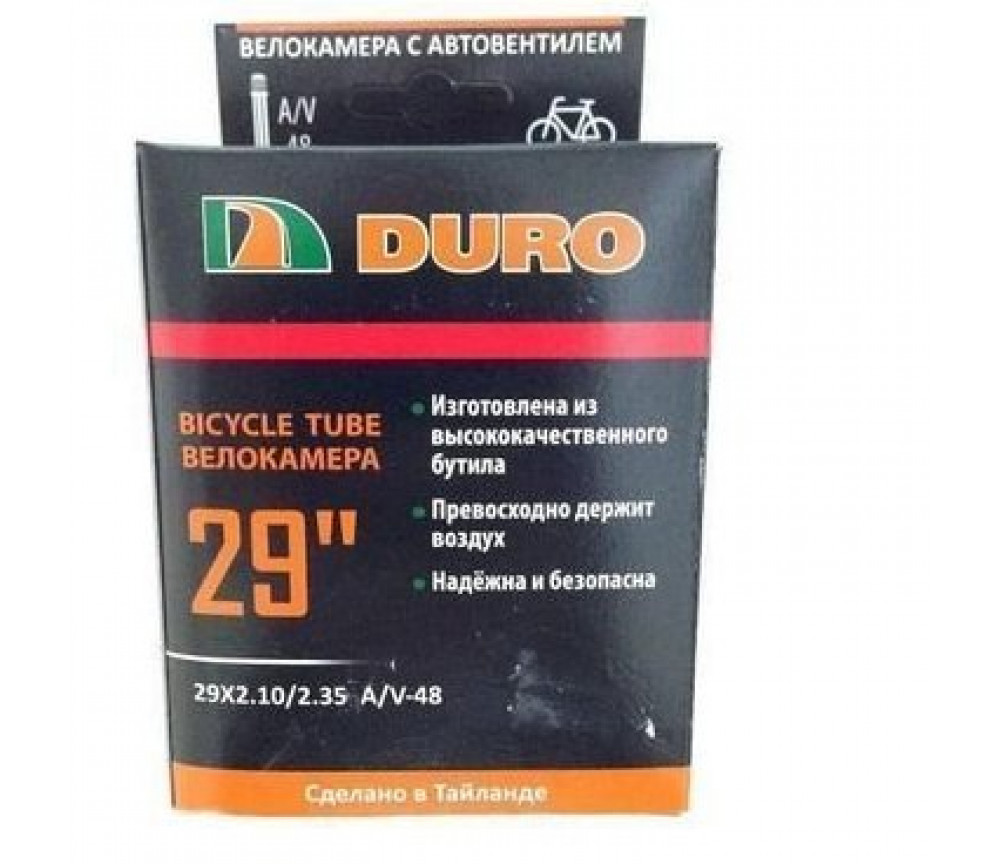 ВЕЛОКАМЕРА С АВТОВЕНТИЛЕМ
A/V
48
DURO
BICYCLE TUBE
ВЕЛОКАМЕРА
29"
Изготовлена из
высококачественного
бутила
Превосходно держит
воздух
Надёжна и безопасна
29X2.10/2.35 A/V-48
Сделано в Тайланде